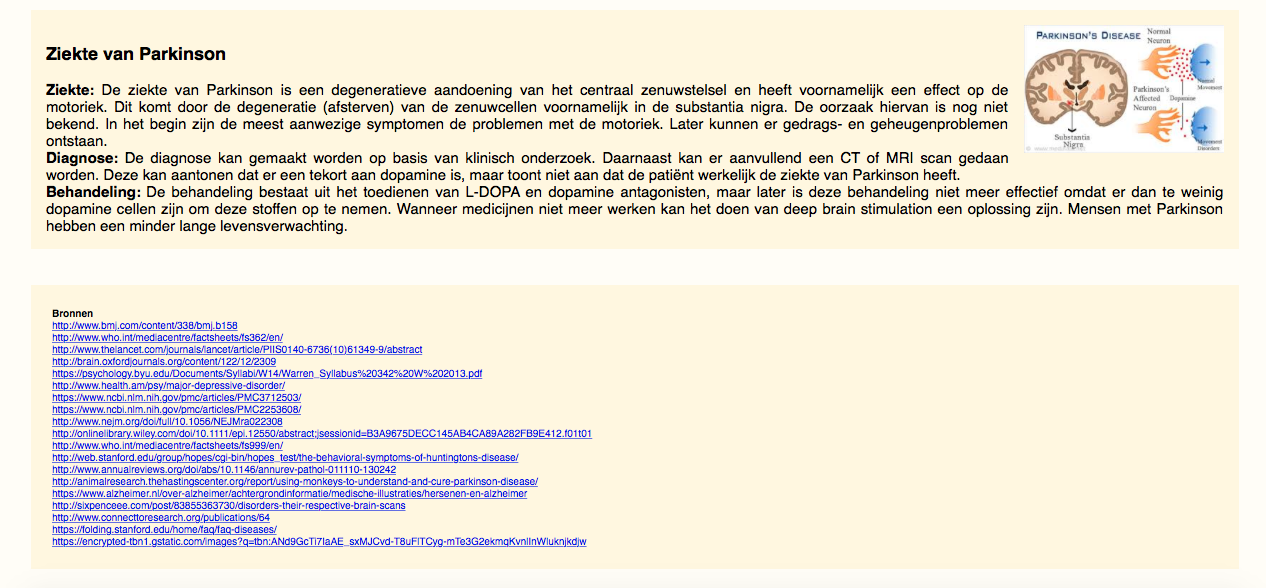 Ziekte van Parkinson
Ziekte: De ziekte van Parkinson is een degeneratieve aandoening van het centraal zenuwstelsel en heeft voornamelijk een effect op de
motoriek. Dit komt door de degeneratie (afsterven) van de zenuwcellen voornamelijk in de substantia nigra. De oorzaak hiervan is nog niet
bekend. In het begin zijn de meest aanwezige symptomen de problemen met de motoriek. Later kunnen er gedrags- en geheugenproblemen
ontstaan.
Diagnose: De diagnose kan gemaakt worden op basis van klinisch onderzoek. Daarnaast kan er aanvullend een CT of MRI scan gedaan
worden. Deze kan aantonen dat er een tekort aan dopamine is, maar toont niet aan dat de patiënt werkelijk de ziekte van Parkinson heeft.
Behandeling: De behandeling bestaat uit het toedienen van L-DOPA en dopamine antagonisten, maar later is deze behandeling niet meer effectief omdat er dan te weinig
dopamine cellen zijn om deze stoffen op te nemen. Wanneer medicijnen niet meer werken kan het doen van deep brain stimulation een oplossing zijn. Mensen met Parkinson
hebben een minder lange levensverwachting.
PARKINSON'S DISEASE
Normal
Neuron
Normal
Movement
Parkinson's
Affected
Neuron
Dopamine
Substantia
Nigra
Movement
Disorders
Bronnen
http://www.bmj.com/content/338/bmj.b158
http://www.who.int/mediacentre/factsheets/fs362/en/
http://www.thelancet.com/journals/lancet/article/PIIS0140-6736(10)61349-9/abstract
http://brain.oxfordjournals.org/content/122/12/2309
https://psychology.byu.edu/Documents/Syllabi/W14/Warren_Syllabus%20342%20W%202013.pdf
http://www.health.am/psy/major-depressive-disorder/
https://www.ncbi.nlm.nih.gov/pmc/articles/PMC3712503/
https://www.ncbi.nlm.nih.gov/pmc/articles/PMC2253608/
http://www.nejm.org/doi/full/10.1056/NEJMra022308
http://onlinelibrary.wiley.com/doi/10.1111/epi.12550/abstract;jsessionid=B3A9675DECC145AB4CA89A282FB9E412.f01t01
http://www.who.int/mediacentre/factsheets/fs999/en/
http://web.stanford.edu/group/hopes/cgi-bin/hopes_test/the-behavioral-symptoms-of-huntingtons-disease/
http://www.annualreviews.org/doi/abs/10.1146/annurev-pathol-011110-130242
http://animalresearch.thehastingscenter.org/report/using-monkeys-to-understand-and-cure-parkinson-disease/
https://www.alzheimer.nl/over-alzheimer/achtergrondinformatie/medische-illustraties/hersenen-en-alzheimer
http://sixpenceee.com/post/83855363730/disorders-their-respective-brain-scans
http://www.connecttoresearch.org/publications/64
https://folding.stanford.edu/home/faq/faq-diseases/
https://encrypted-tbn1.gstatic.com/images?q=tbn:ANd9GcTi7IaAE_sxMJCvd-T8uFlTCyg-mTe3G2ekmqKvnlInWluknjkdjw